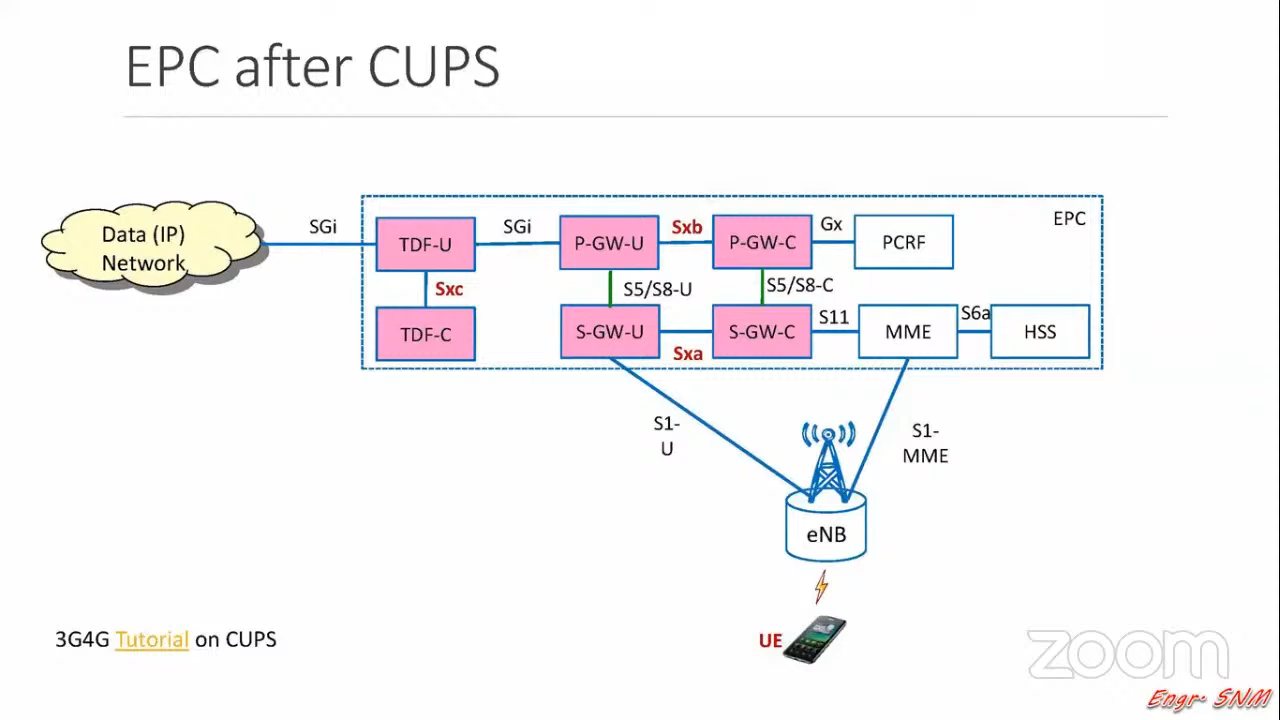 EPC after CUPS
EPC
Data (IP)
Network
SGi
TDF-U
SGi
P-GW-U
Sxb
P-GW-C
Gx
PCRF
Sxc
S5/S8-U
S5/S8-C
TDF-C
S-GW-U
Sxa
S-GW-C
S11
MME
S6a
HSS
S1-
U
S1-
MME
eNB
UE
3G4G Tutorial on CUPS
zoom
Engr. SNM